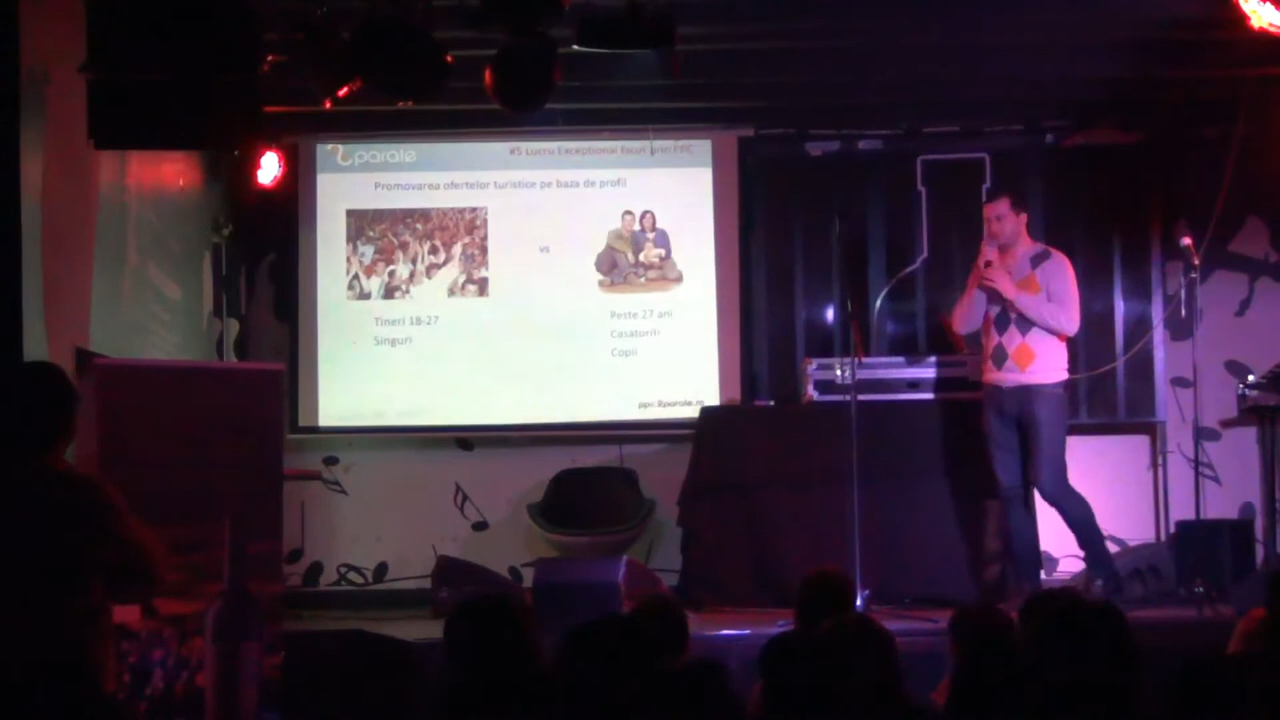 2parale
#5 Lucru Exceptional facut prin PPC
Promovarea ofertelor turistice pe baza de profil
vs
Tineri 18-27
Singuri
Peste 27 ani
Casatoriti
Copii
ppc.2parale.ro